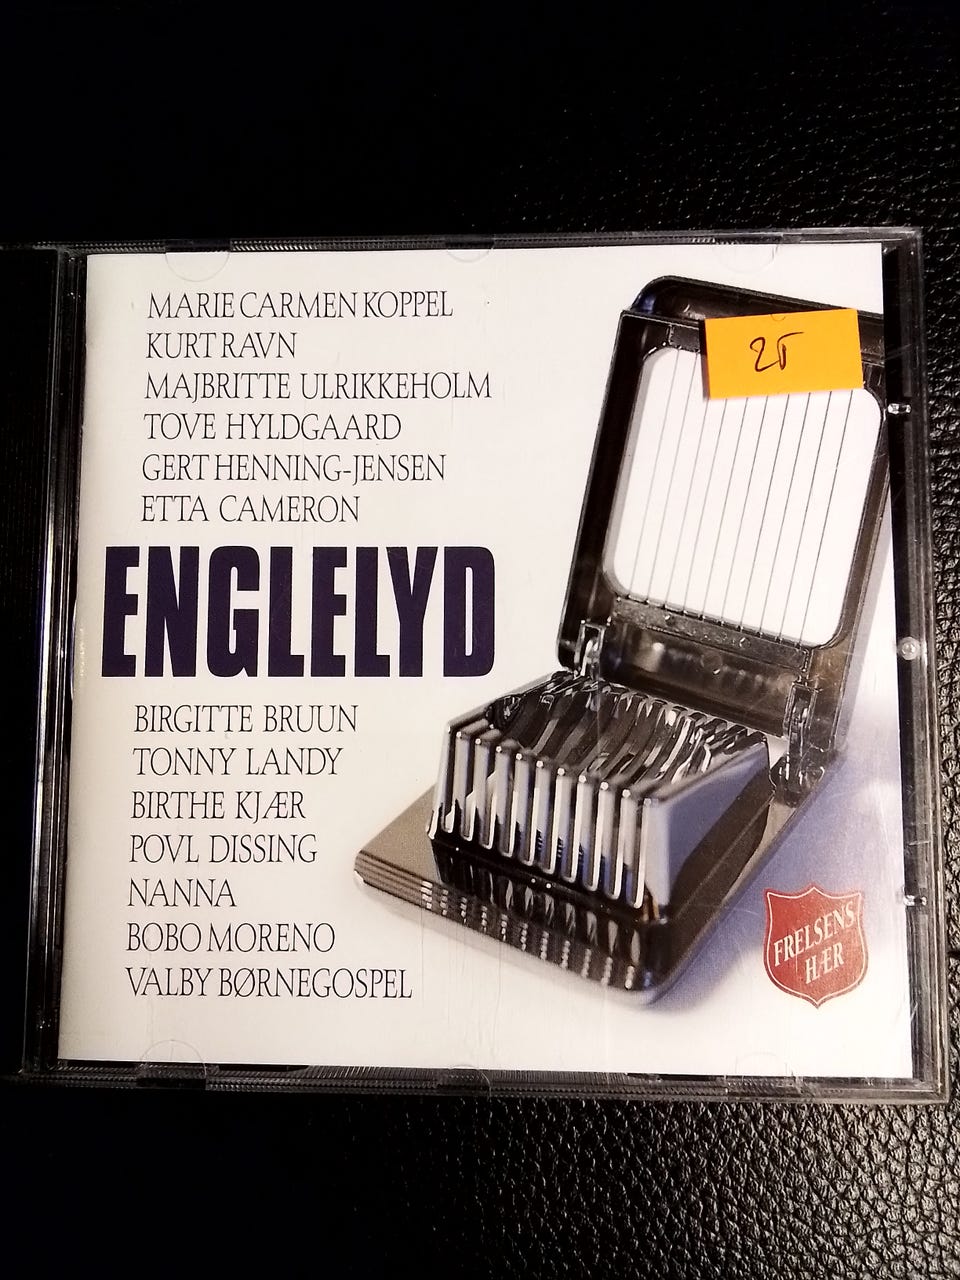 MARIE CARMEN KOPPEL
KURT RAVN
MAJBRITTE ULRIKKEHOLM
TOVE HYLDGAARD
GERT HENNING-JENSEN
ETTA CAMERON
ENGLELYD
BIRGITTE BRUUN
TONNY LANDY
BIRTHE KJÆR
POVL DISSING
NANNA
BOBO MORENO
VALBY BØRNEGOSPEL
25
FRELSENS
HÆR